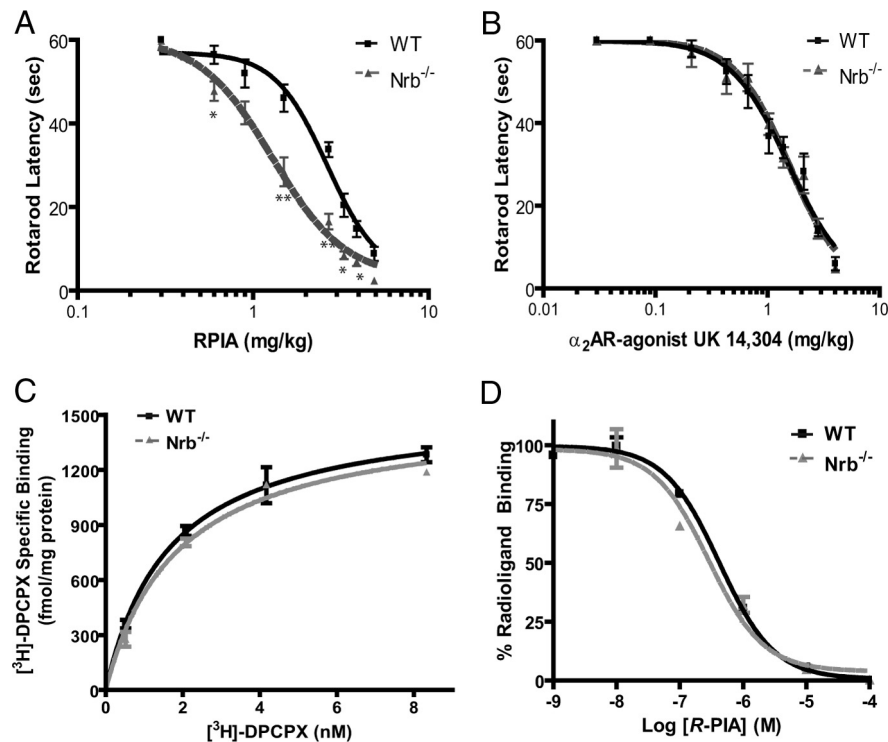 A
60
40
20
0
Rotarod Latency (sec)
WT
Nrb-/-
*
**
**
*
*
0.1
1
10
RPIA (mg/kg)
B
60
40
20
0
Rotarod Latency (sec)
WT
Nrb-/-
0.01
0.1
1
10
α2AR-agonist UK 14,304 (mg/kg)
C
1500
1200
900
600
300
0
[3H]-DPCPX Specific Binding
(fmol/mg protein)
WT
Nrb-/-
0
2
4
6
8
[3H]-DPCPX (nM)
D
100
75
50
25
0
% Radioligand Binding
WT
Nrb-/-
-9
-8
-7
-6
-5
-4
Log [R-PIA] (M)